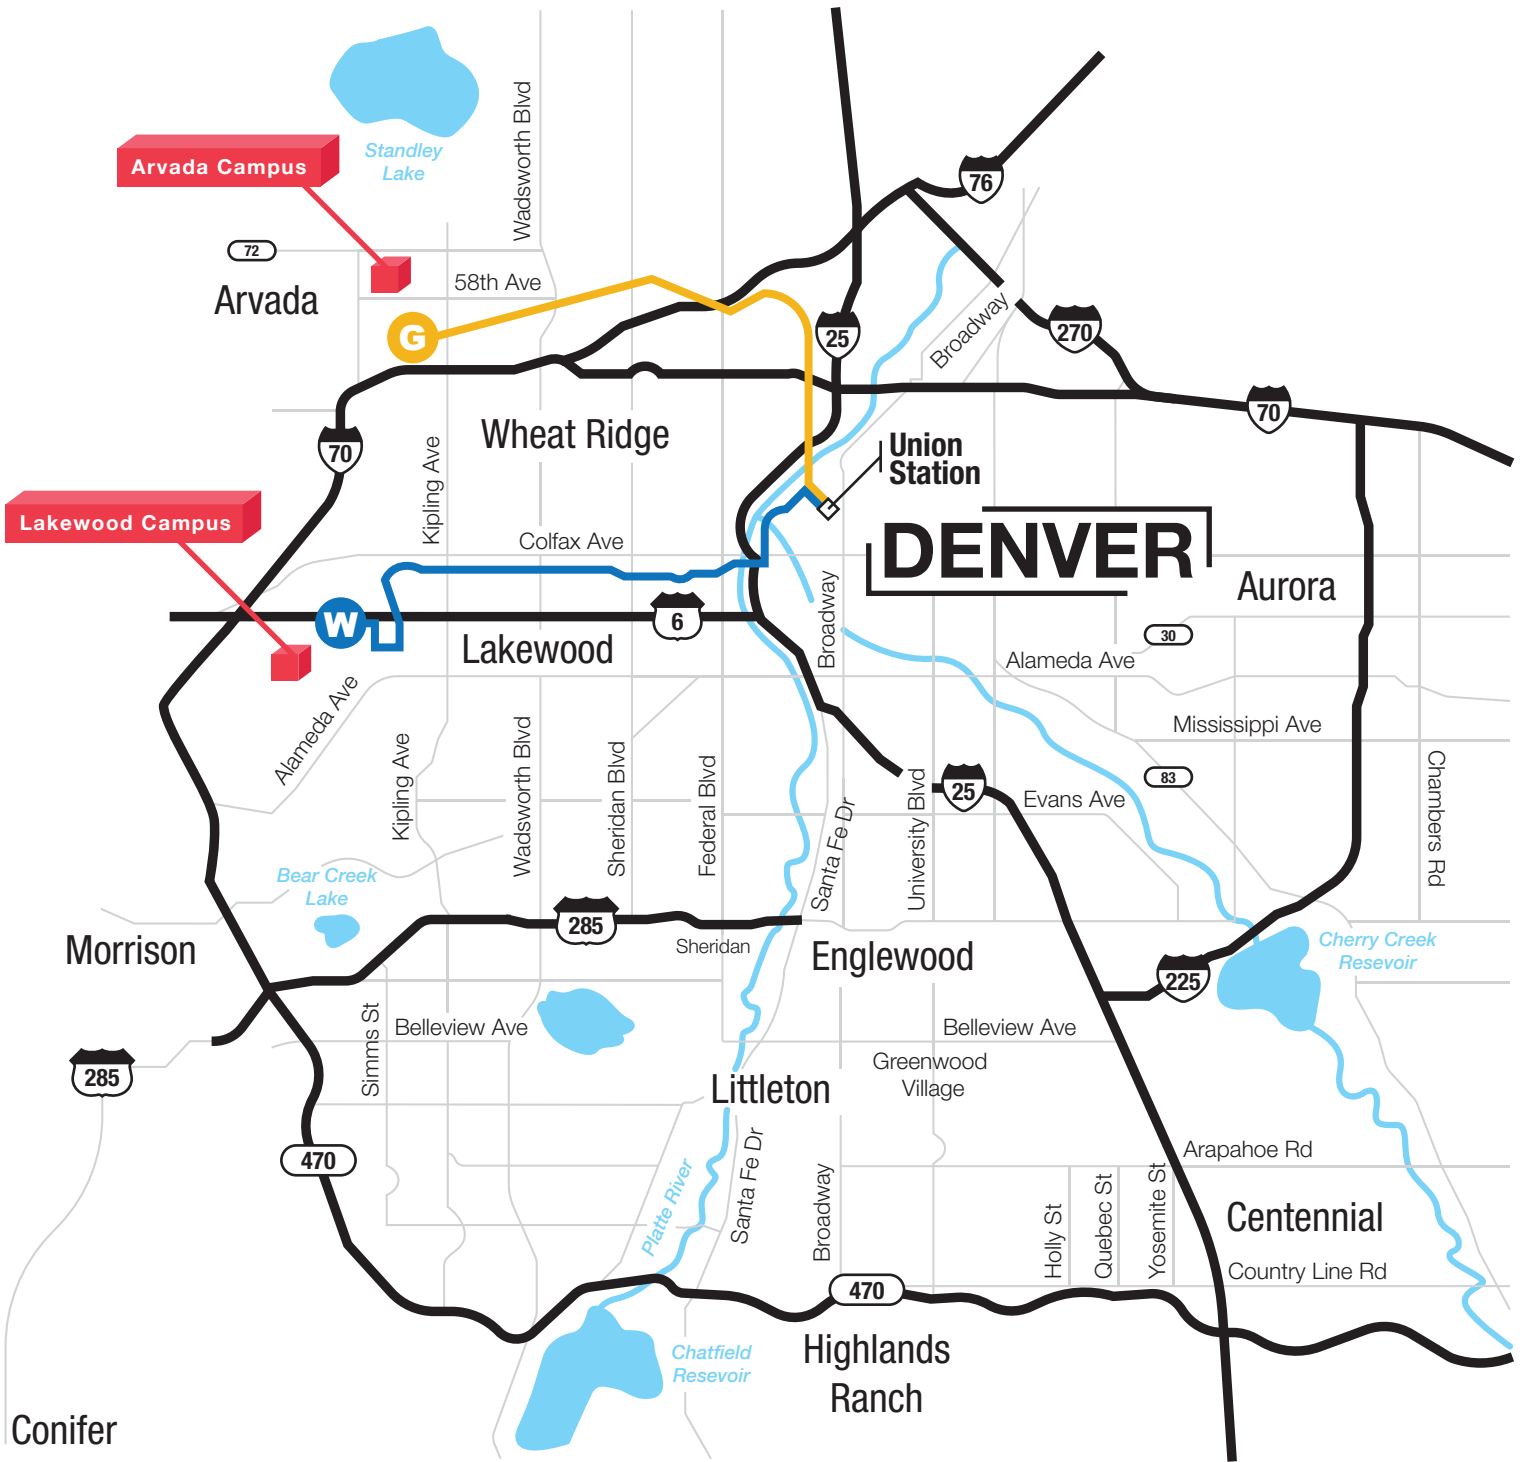 Wadsworth Blvd
Standley
Lake
Arvada Campus
76
72
58th Ave
Arvada
G
25
Broadway
270
70
Wheat Ridge
70
Kipling Ave
Union
Station
Lakewood Campus
Colfax Ave
DENVER
Aurora
W
6
Broadway
30
Lakewood
Alameda Ave
Alameda Ave
Mississippi Ave
Kipling Ave
Wadsworth Blvd
Sheridan Blvd
Federal Blvd
Santa Fe Dr
University Blvd
25
Evans Ave
83
Chambers Rd
Bear Creek
Lake
285
Sheridan
Morrison
Englewood
Cherry Creek
Resevoir
225
Simms St
Belleview Ave
Belleview Ave
285
Greenwood
Village
Littleton
470
Platte River
Santa Fe Dr
Broadway
Arapahoe Rd
Holly St
Quebec St
Yosemite St
Centennial
Country Line Rd
470
Chatfield
Resevoir
Highlands
Ranch
Conifer